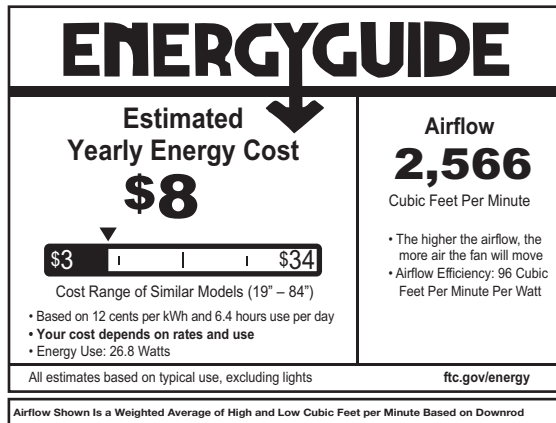 ENERGYGUIDE
Estimated
Yearly Energy Cost
$8
$3
$34
Cost Range of Similar Models (19” – 84”)
• Based on 12 cents per kWh and 6.4 hours use per day
• Your cost depends on rates and use
• Energy Use: 26.8 Watts
Airflow
2,566
Cubic Feet Per Minute
• The higher the airflow, the
more air the fan will move
• Airflow Efficiency: 96 Cubic
Feet Per Minute Per Watt
All estimates based on typical use, excluding lights
ftc.gov/energy
Airflow Shown Is a Weighted Average of High and Low Cubic Feet per Minute Based on Downrod